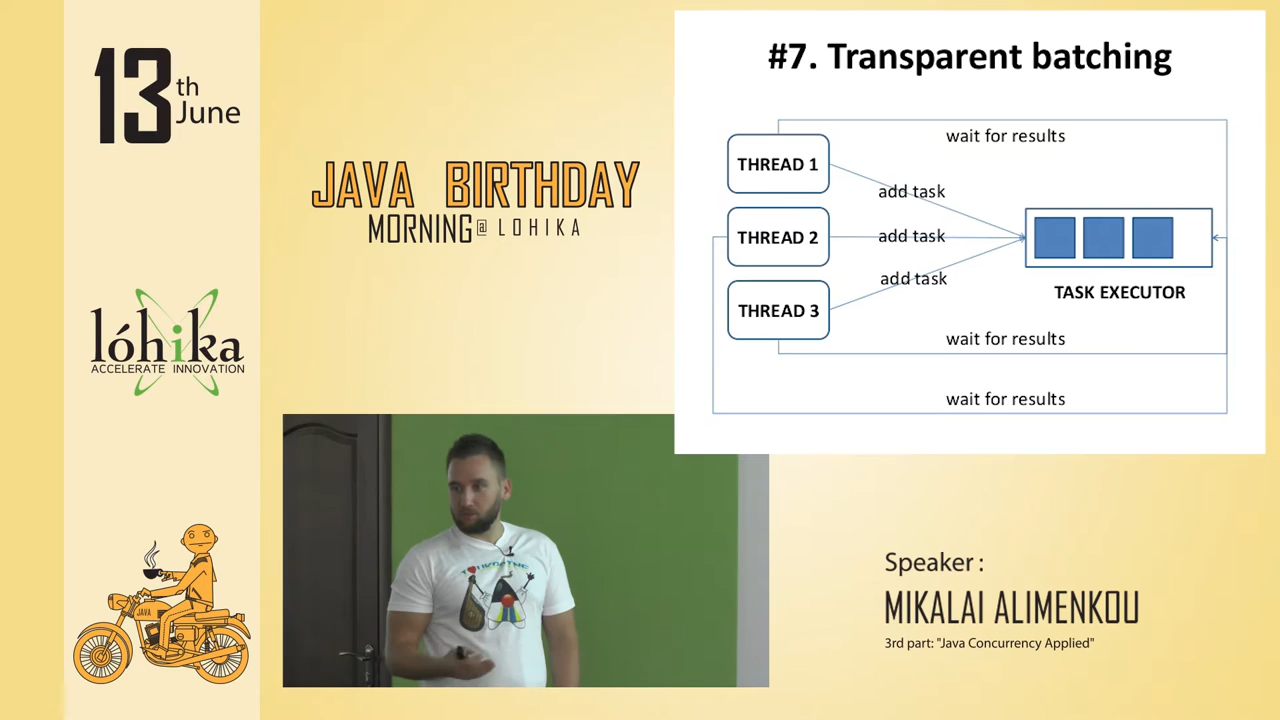 13th June
JAVA BIRTHDAY
MORNING@LOHIKA
lóhika
ACCELERATE INNOVATION
JAVA
#7. Transparent batching
wait for results
THREAD 1
add task
THREAD 2
add task
add task
THREAD 3
TASK EXECUTOR
wait for results
wait for results
Speaker :
MIKALAI ALIMENKOU
3rd part: "Java Concurrency Applied"